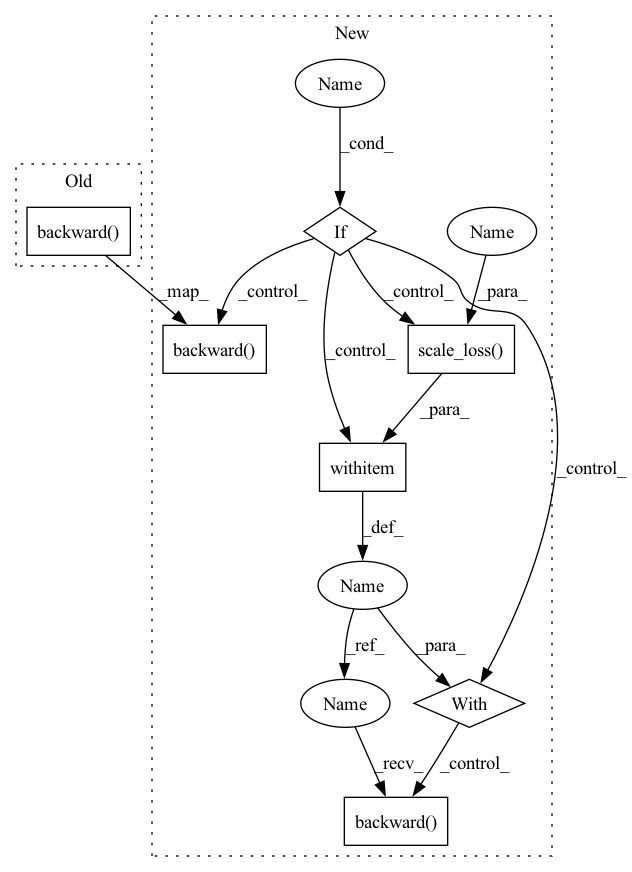 New
Name
_cond_
Old
backward()
If
Name
_map_
_control_
_control_
_para_
backward()
_control_
scale_loss()
_para_
withitem
_control_
_def_
Name
_ref_
_para_
Name
With
_recv_
_control_
backward()